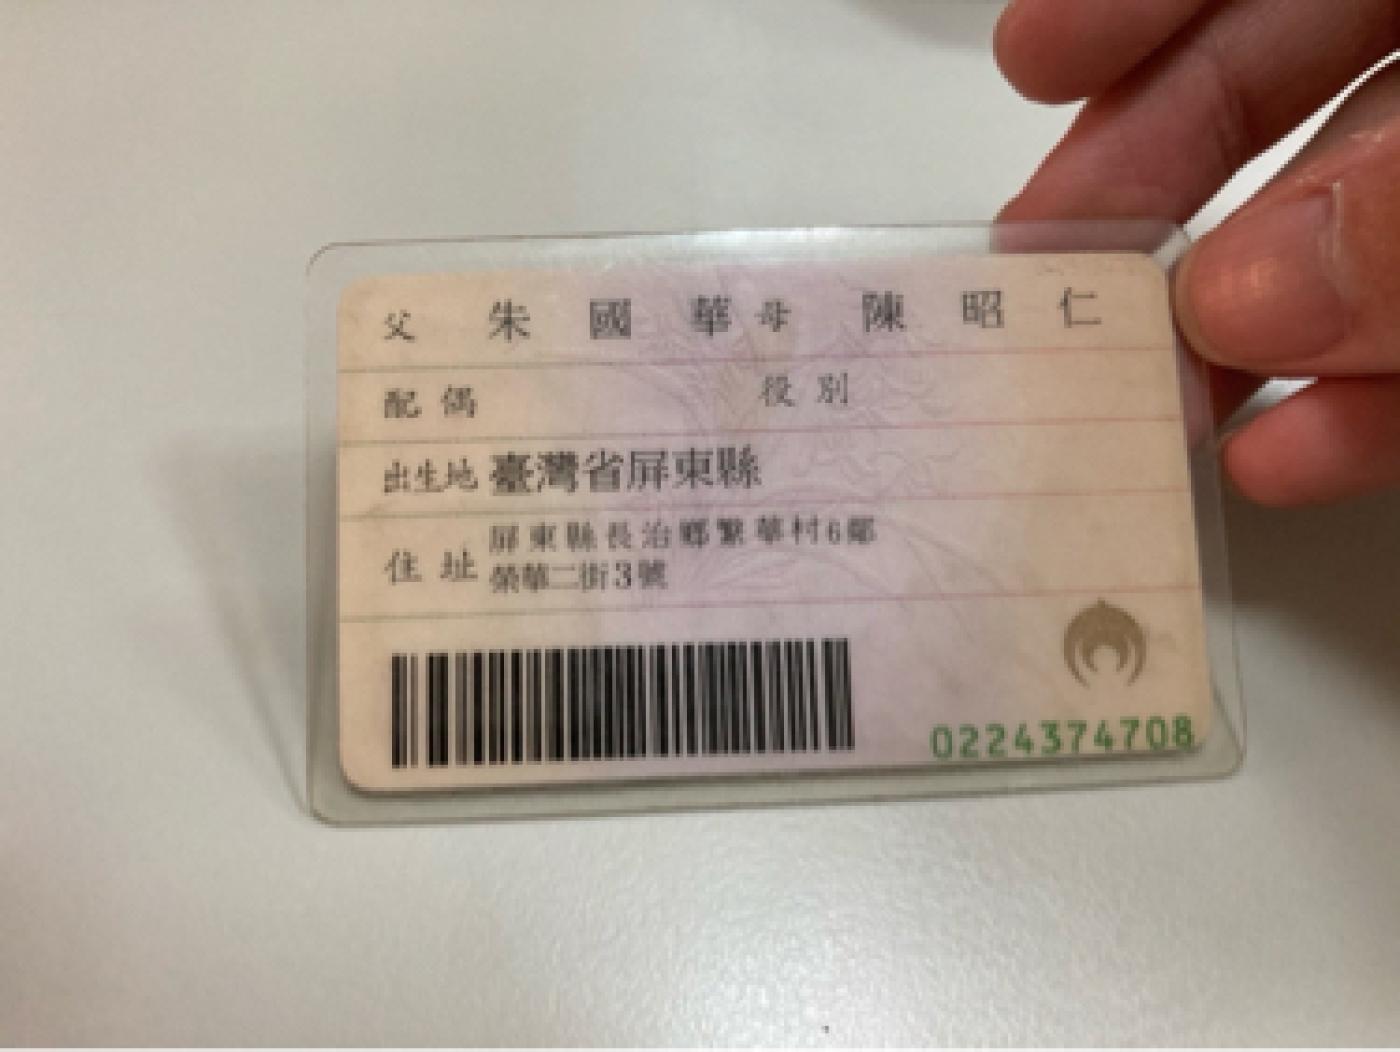 父 朱國華 母 陳昭仁
配偶 役別
出生地 臺灣省屏東縣
屏東縣長治鄉繁華村6鄰
住址 榮華二街3號
0224374708